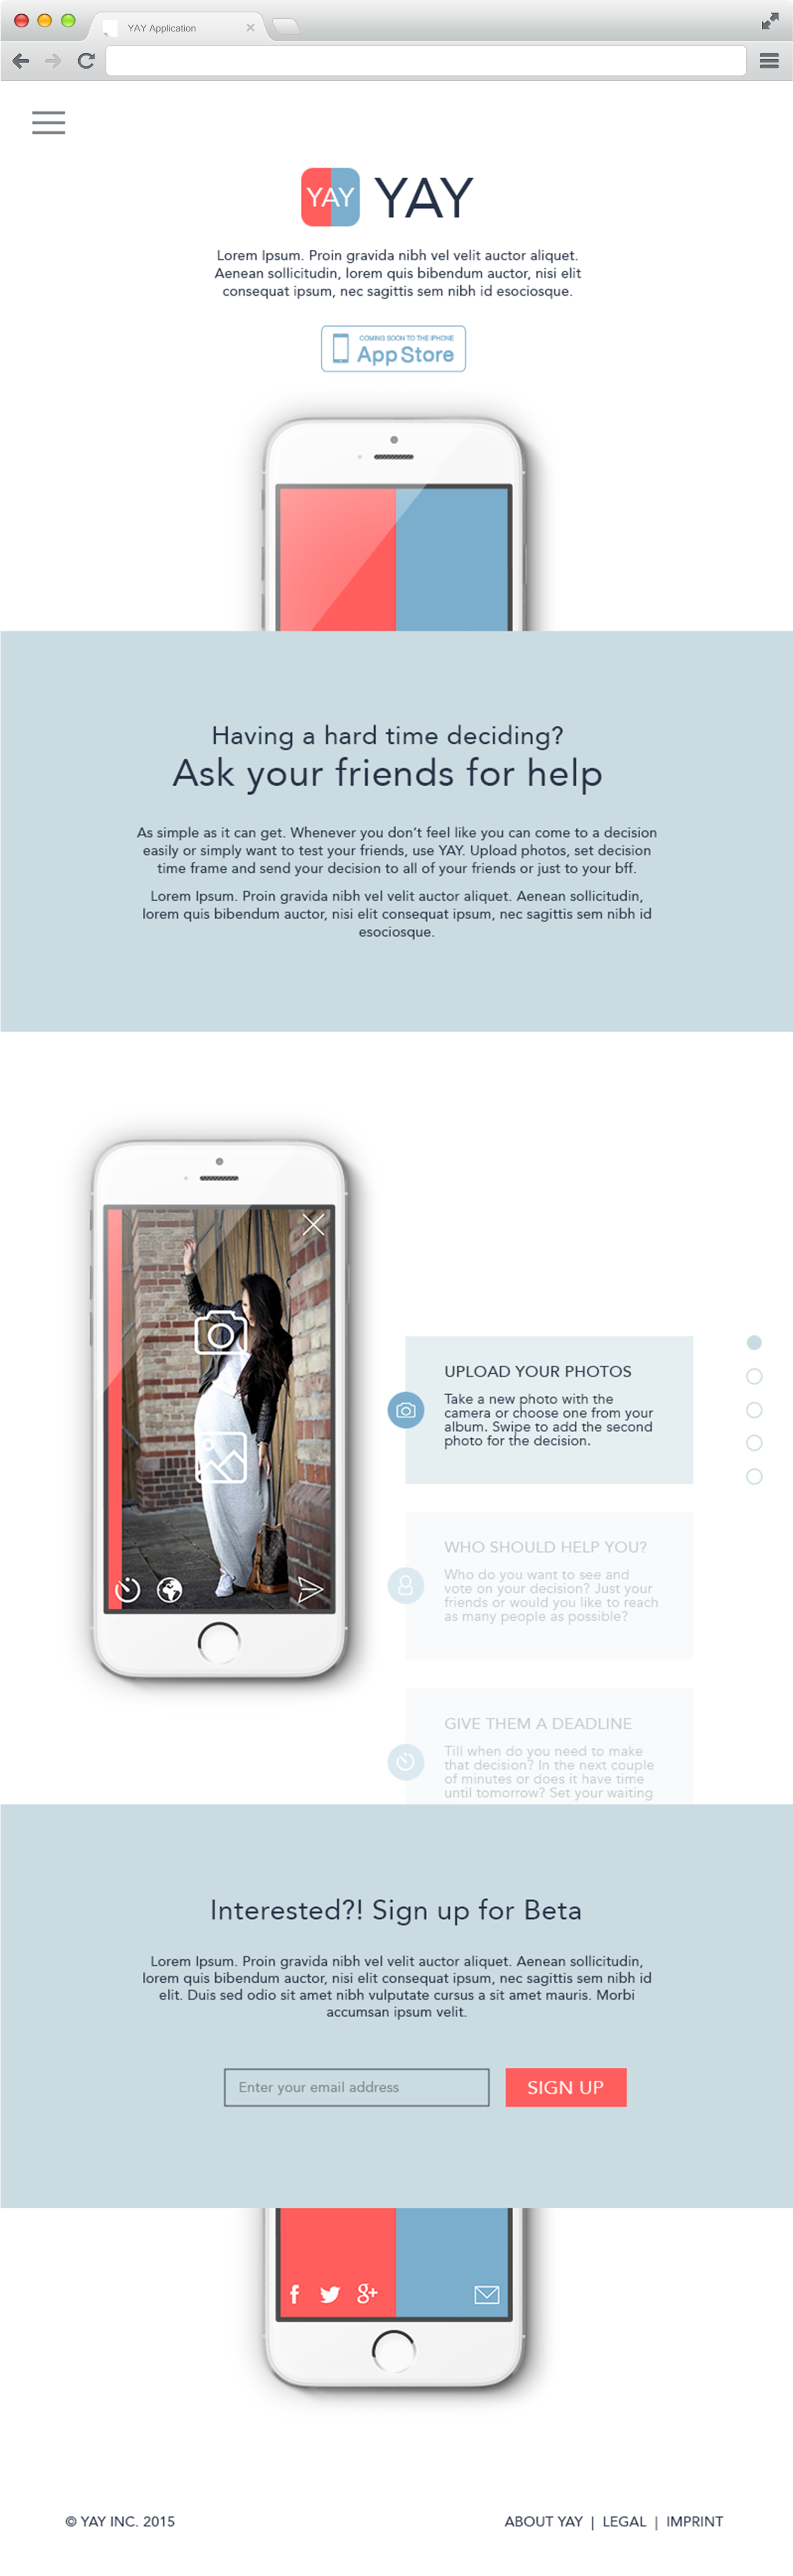 YAY Application
YAY YAY
Lorem Ipsum. Proin gravida nibh vel velit auctor aliquet.
Aenean sollicitudin, lorem quis bibendum auctor, nisi elit
consequat ipsum, nec sagittis sem nibh id esociosque.
COMING SOON TO THE IPHONE
App Store
Having a hard time deciding?
Ask your friends for help
As simple as it can get. Whenever you don’t feel like you can come to a decision
easily or simply want to test your friends, use YAY. Upload photos, set decision
time frame and send your decision to all of your friends or just to your bff.
Lorem Ipsum. Proin gravida nibh vel velit auctor aliquet. Aenean sollicitudin,
lorem quis bibendum auctor, nisi elit consequat ipsum, nec sagittis sem nibh id
esociosque.
UPLOAD YOUR PHOTOS
Take a new photo with the
camera or choose one from your
album. Swipe to add the second
photo for the decision.
WHO SHOULD HELP YOU?
Who do you want to see and
vote on your decision? Just your
friends or would you like to reach
as many people as possible?
GIVE THEM A DEADLINE
Till when do you need to make
that decision? In the next couple
of minutes or does it have time
until tomorrow? Set your waiting
Interested?! Sign up for Beta
Lorem Ipsum. Proin gravida nibh vel velit auctor aliquet. Aenean sollicitudin,
lorem quis bibendum auctor, nisi elit consequat ipsum, nec sagittis sem nibh id
elit. Duis sed odio sit amet nibh vulputate cursus a sit amet mauris. Morbi
accumsan ipsum velit.
Enter your email address
SIGN UP
f g+
© YAY INC. 2015
ABOUT YAY | LEGAL | IMPRINT